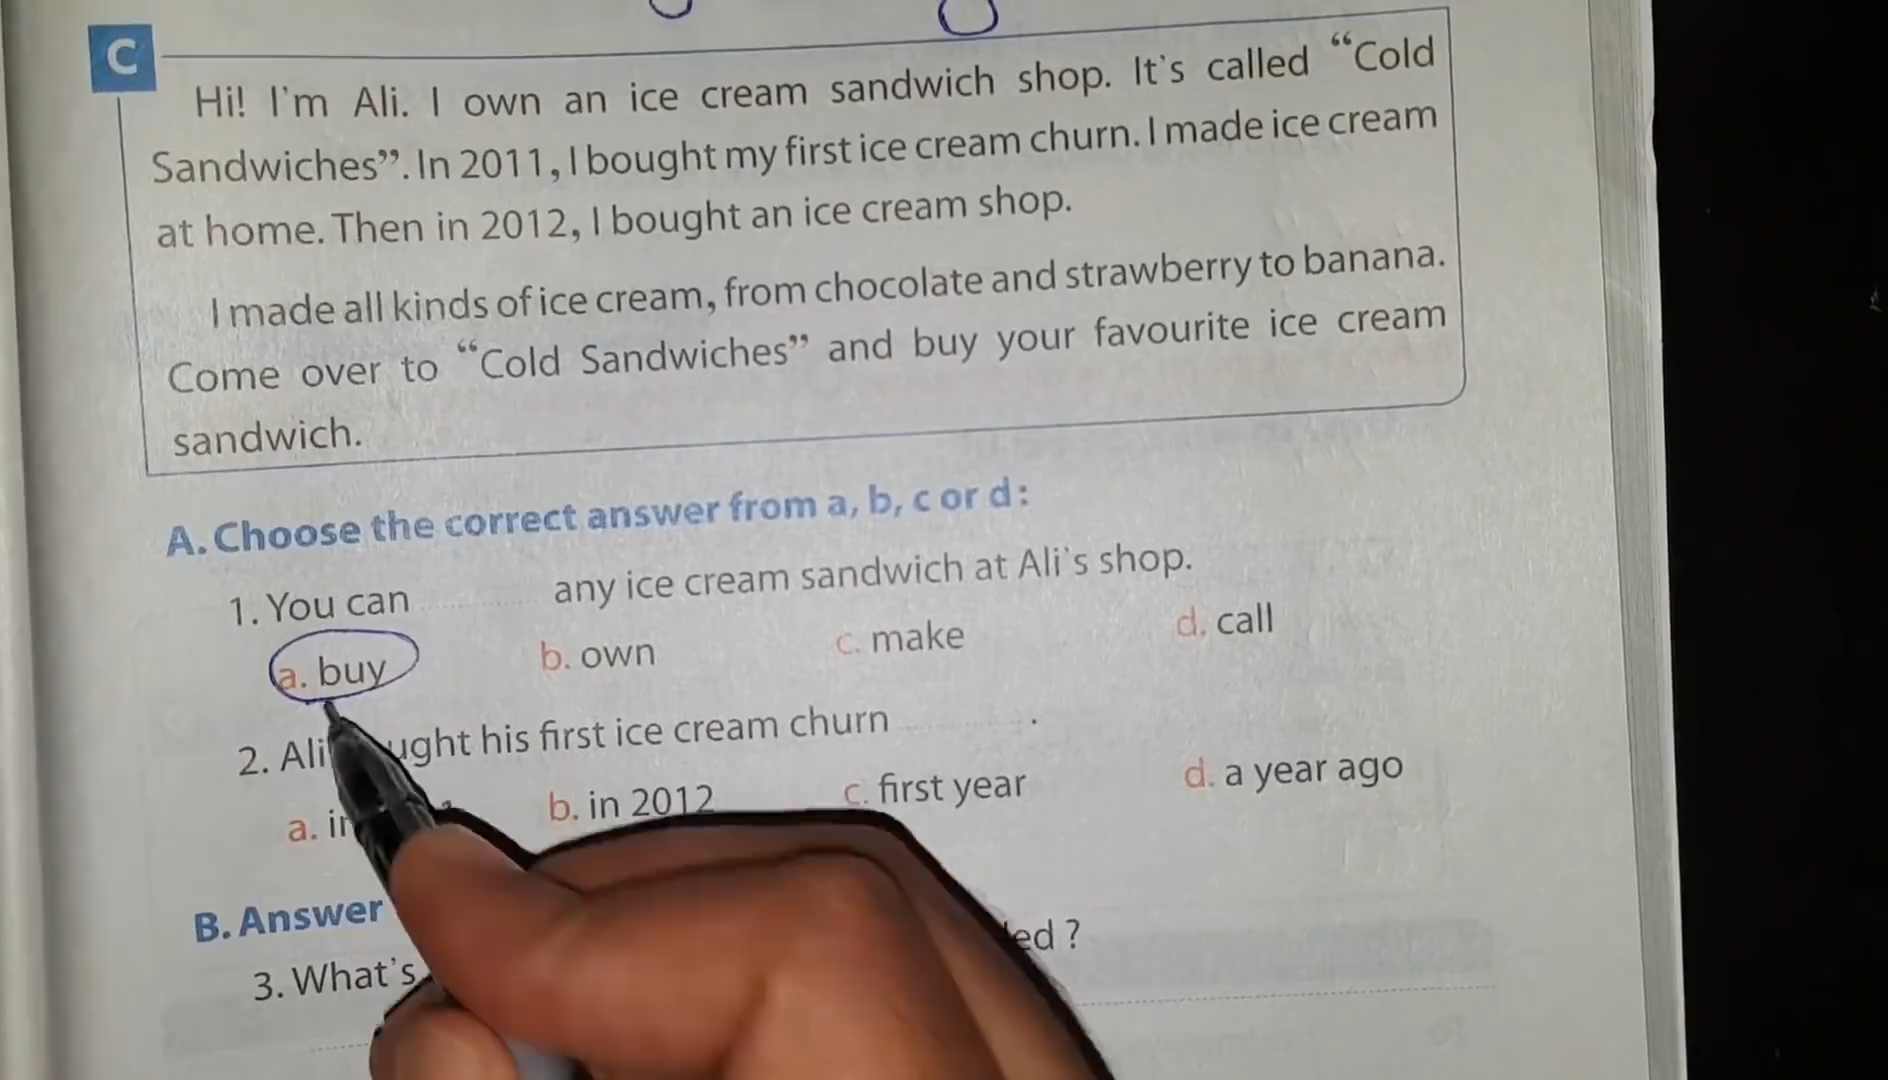 C
Hi! I'm Ali. I own an ice cream sandwich shop. It's called “Cold
Sandwiches”. In 2011, I bought my first ice cream churn. I made ice cream
at home. Then in 2012, I bought an ice cream shop.
I made all kinds of ice cream, from chocolate and strawberry to banana.
Come over to “Cold Sandwiches” and buy your favourite ice cream
sandwich.
A. Choose the correct answer from a, b, c or d:
1. You can any ice cream sandwich at Ali's shop.
a. buy b. own c. make d. call
2. Ali his first ice cream churn .
a. b. in 2012 c. first year d. a year ago
B. Answer
3. What's ?